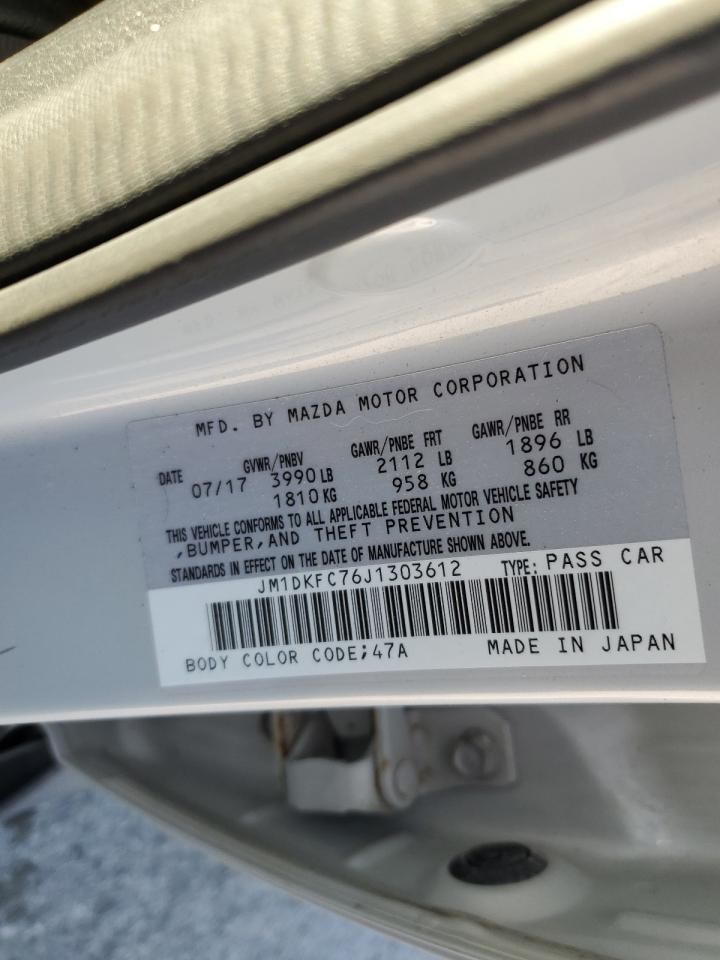 MFD. BY MAZDA MOTOR CORPORATION
DATE GVWR/PNBV GAWR/PNBE FRT GAWR/PNBE RR
07/17 3990 LB 2112 LB 1896 LB
1810 KG 958 KG 860 KG
THIS VEHICLE CONFORMS TO ALL APPLICABLE FEDERAL MOTOR VEHICLE SAFETY
,BUMPER,AND THEFT PREVENTION
STANDARDS IN EFFECT ON THE DATE OF MANUFACTURE SHOWN ABOVE.
JM1DKFC76J1303612 TYPE: PASS CAR
BODY COLOR CODE;47A MADE IN JAPAN